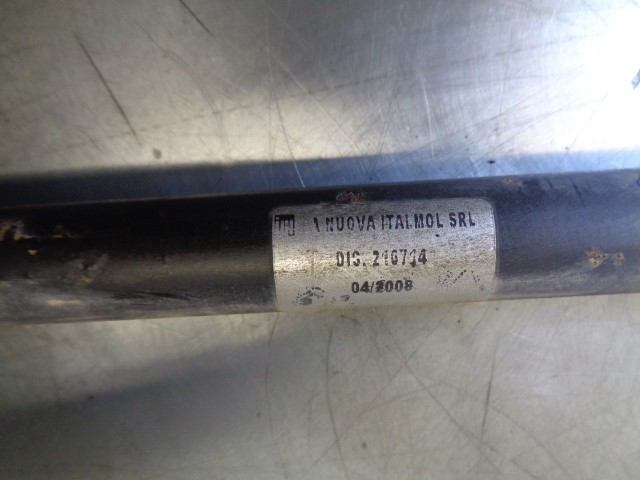 NUOVA ITALMOL SRL
DIS. 216714
04/2008